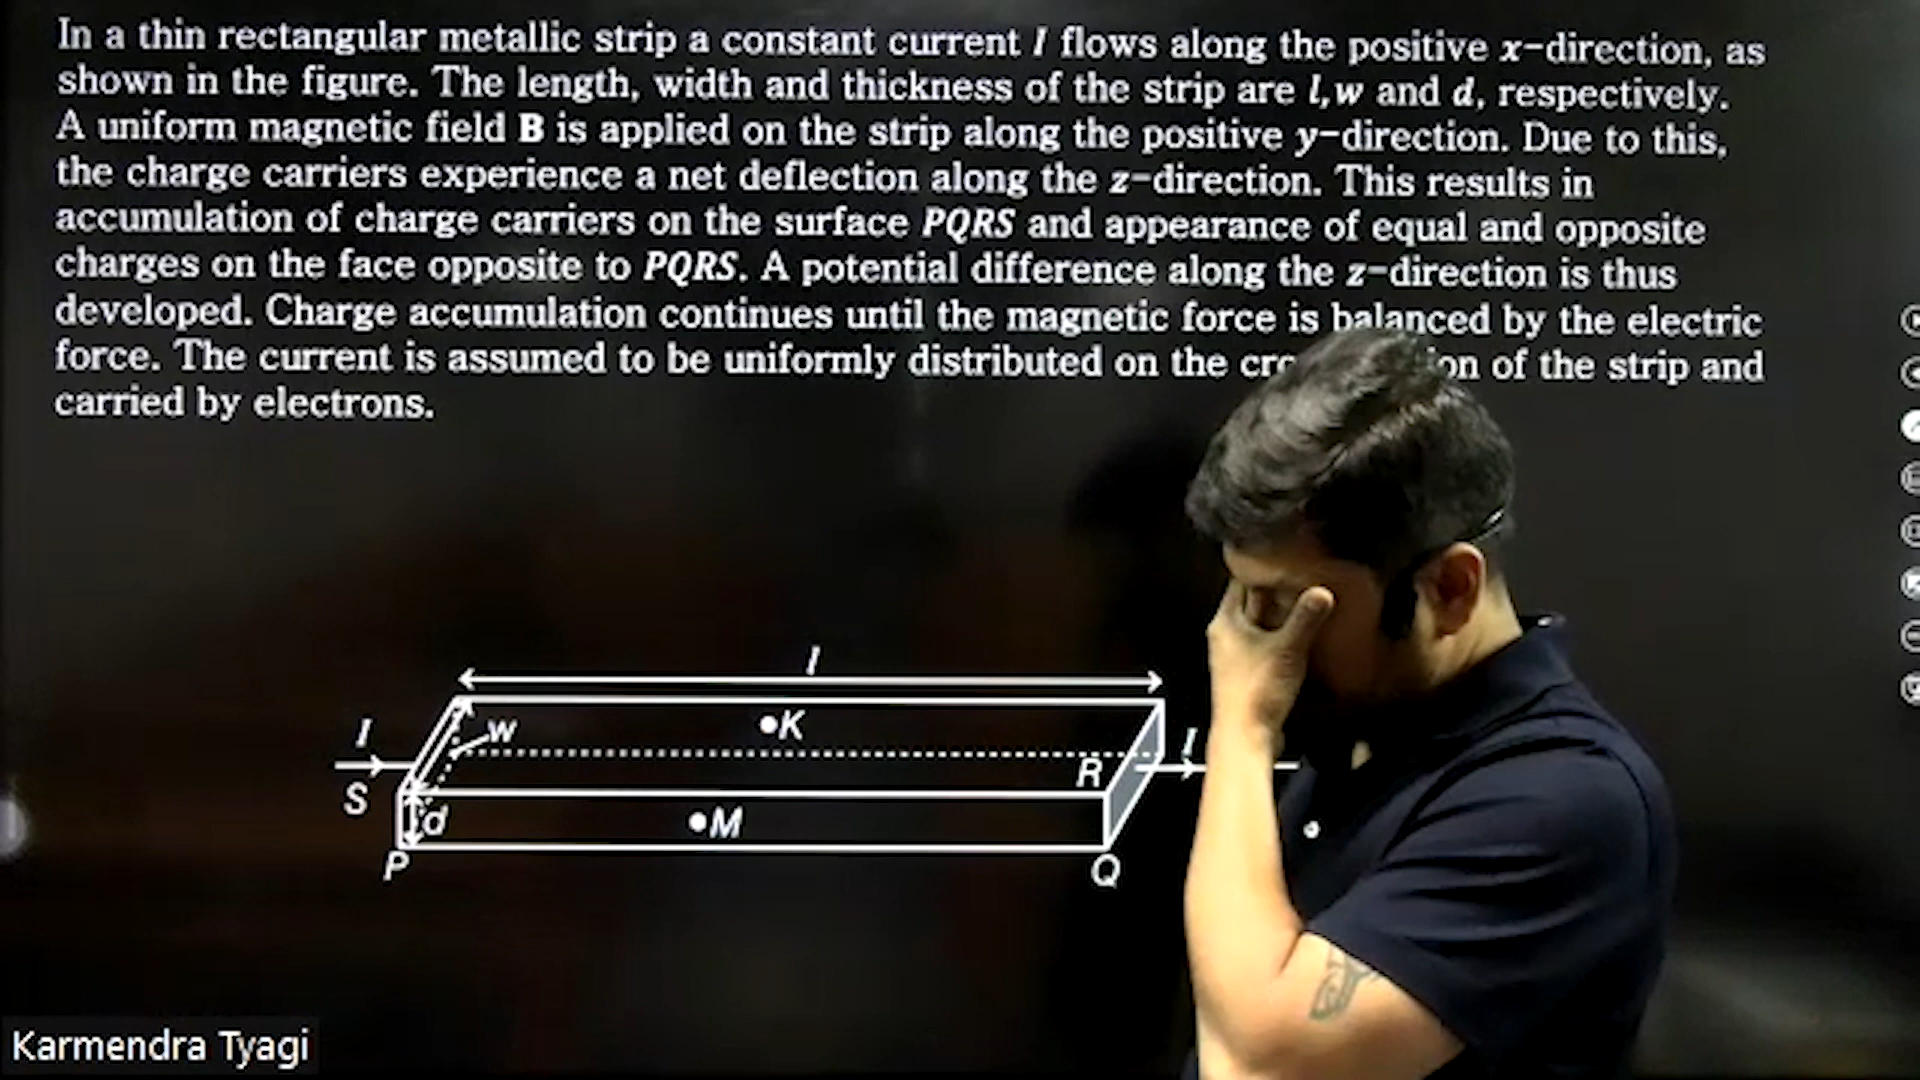 In a thin rectangular metallic strip a constant current I flows along the positive x-direction, as
shown in the figure. The length, width and thickness of the strip are l, w and d, respectively.
A uniform magnetic field B is applied on the strip along the positive y-direction. Due to this,
the charge carriers experience a net deflection along the z-direction. This results in
accumulation of charge carriers on the surface PQRS and appearance of equal and opposite
charges on the face opposite to PQRS. A potential difference along the z-direction is thus
developed. Charge accumulation continues until the magnetic force is balanced by the electric
force. The current is assumed to be uniformly distributed on the of the strip and
carried by electrons.
l
I
w
K
I
S
R
d
M
P
Q
Karmendra Tyagi